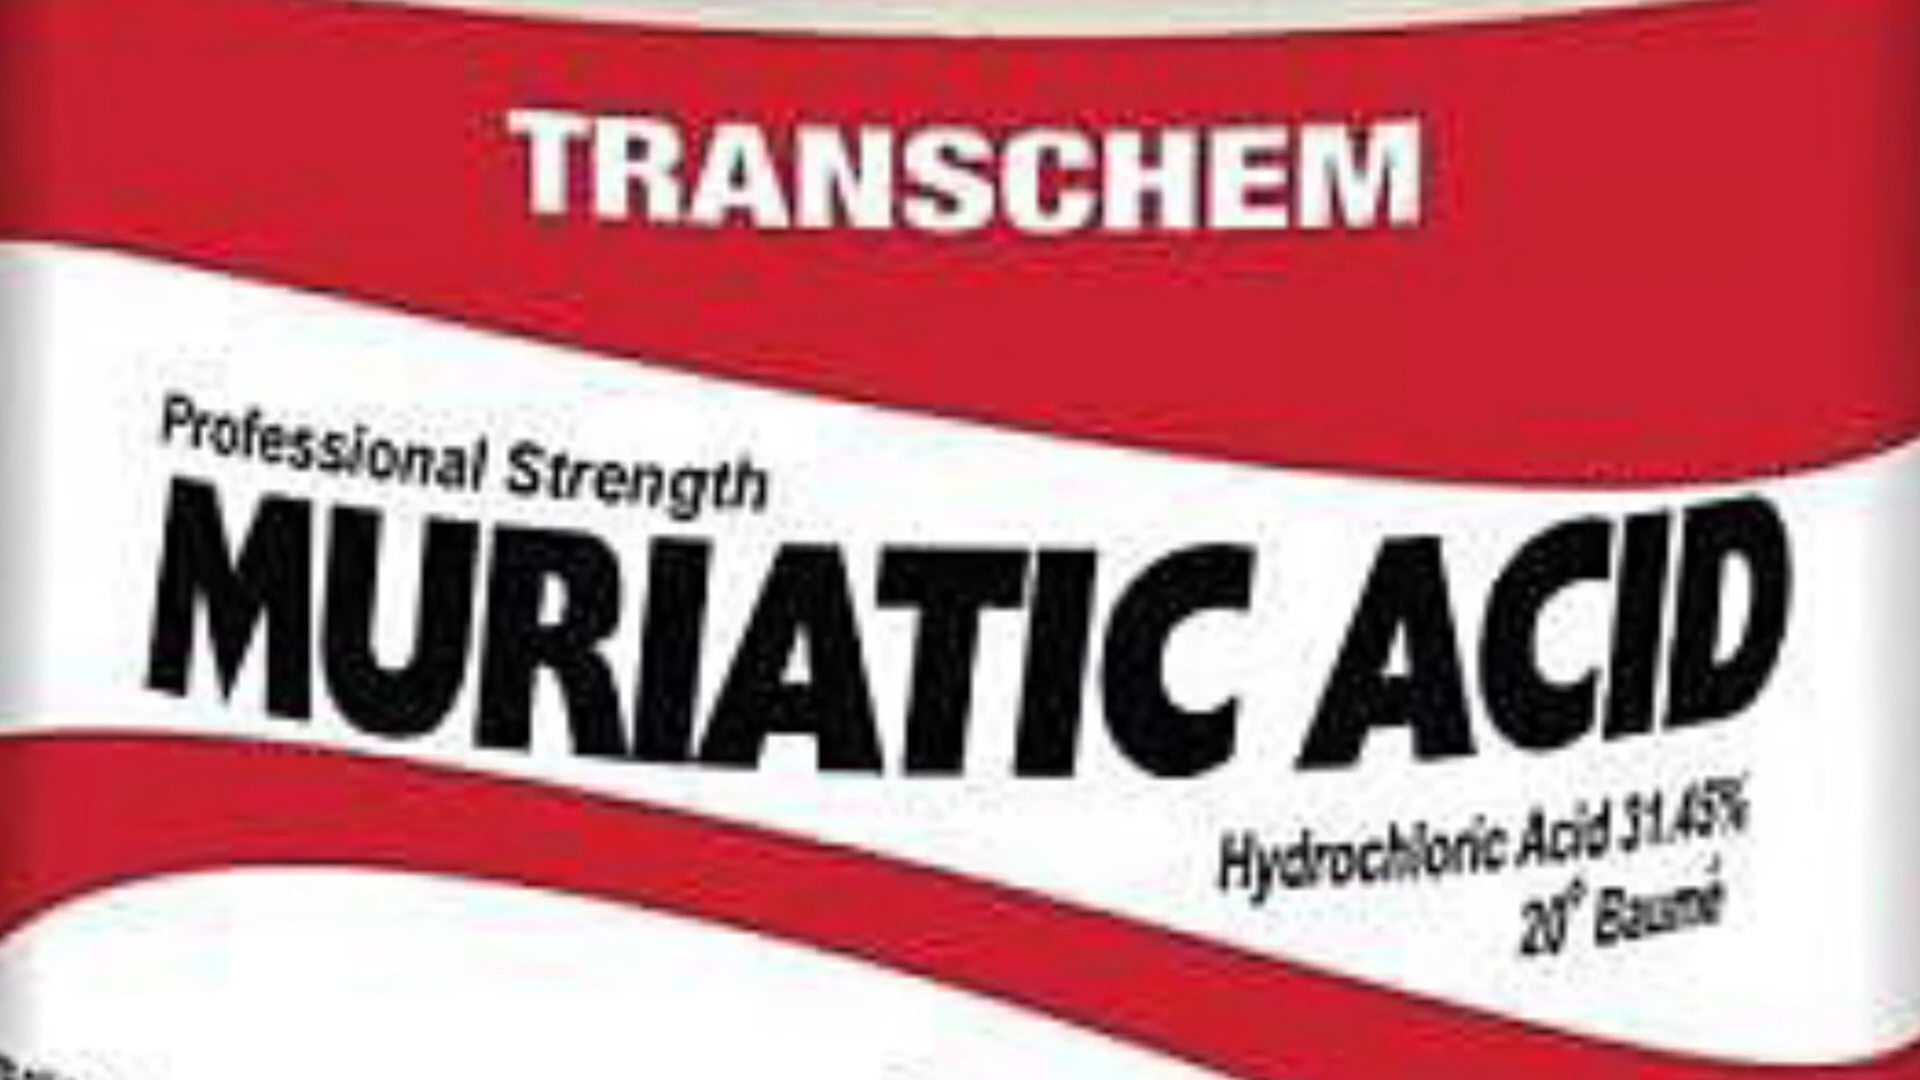 TRANSCHEM
Professional Strength
MURIATIC ACID
Hydrochloric Acid 31.45%
20° Baumé